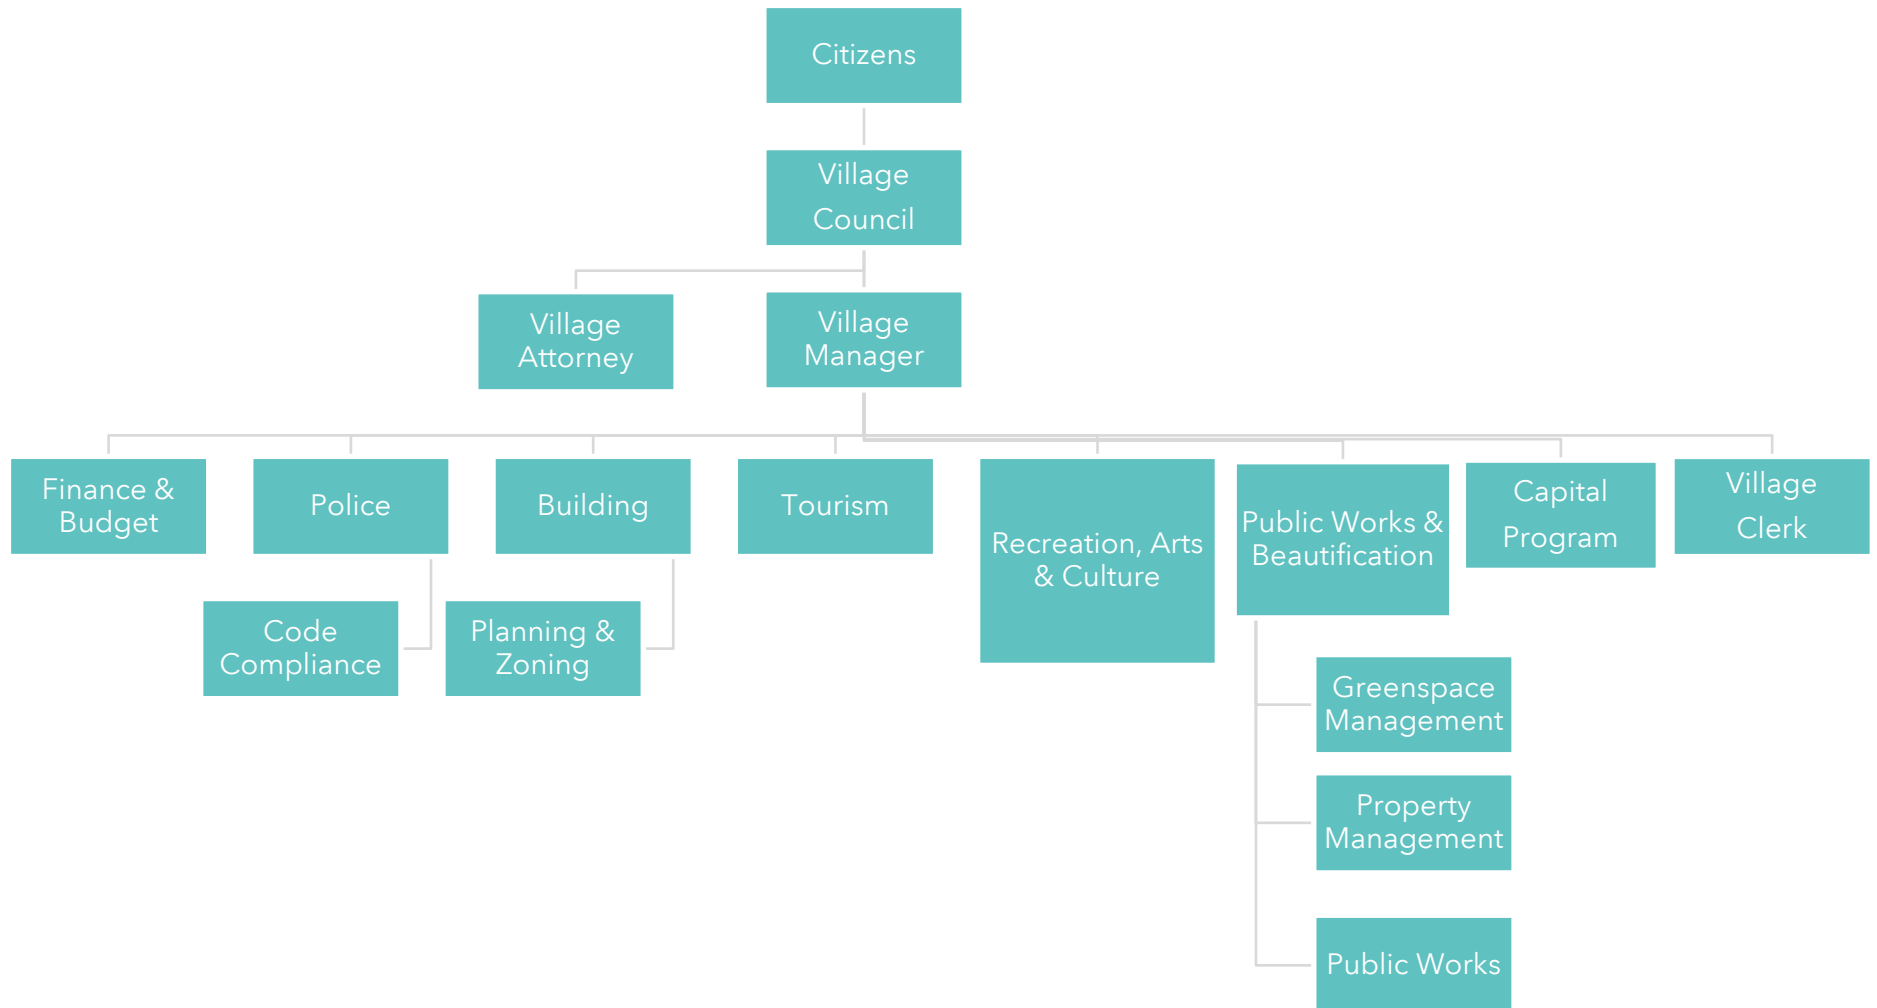 Citizens
Village
Council
Village
Attorney
Village
Manager
Finance &
Budget
Police
Building
Tourism
Recreation, Arts
& Culture
Public Works &
Beautification
Capital
Program
Village
Clerk
Code
Compliance
Planning &
Zoning
Greenspace
Management
Property
Management
Public Works